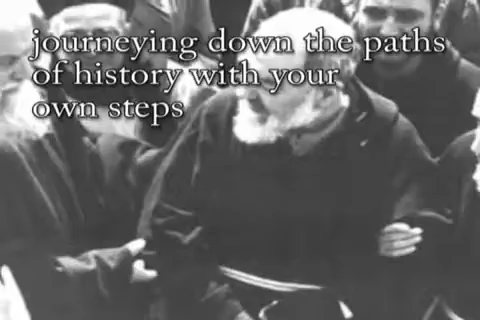 journeying down the paths
of history with your
own steps